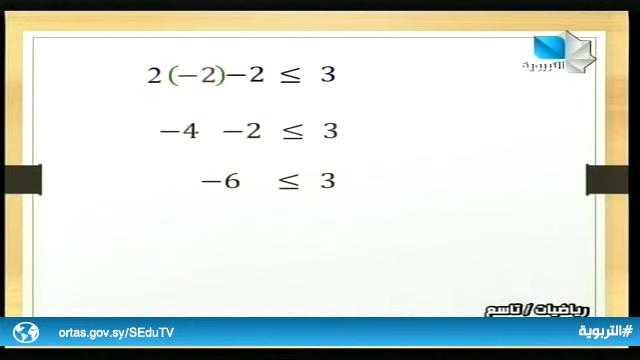 التربوية
2(−2)−2 ≤ 3
−4 −2 ≤ 3
−6 ≤ 3
رياضيات / تاسع
ortas.gov.sy/SEduTV
#التربوية